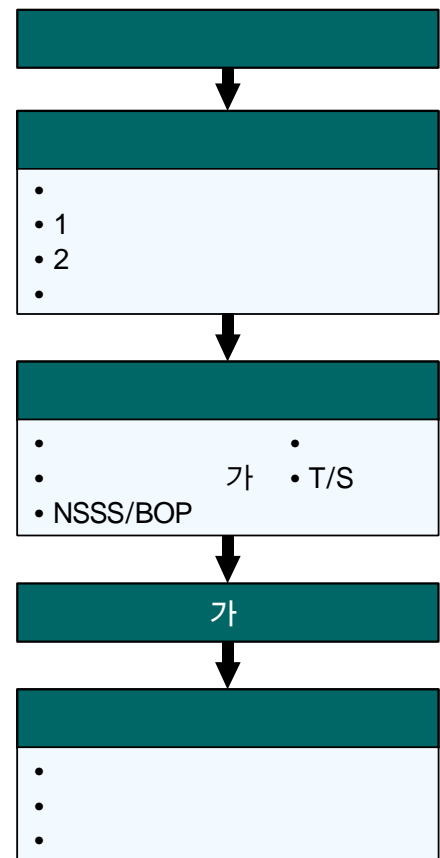 •
• 1
• 2
•
• •
• 가 • T/S
• NSSS/BOP
가
•
•
•